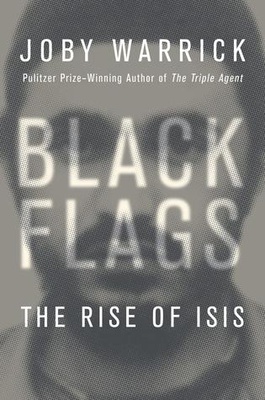 JOBY WARRICK
Pulitzer Prize–Winning Author of The Triple Agent
BLACK
FLAGS
THE RISE OF ISIS